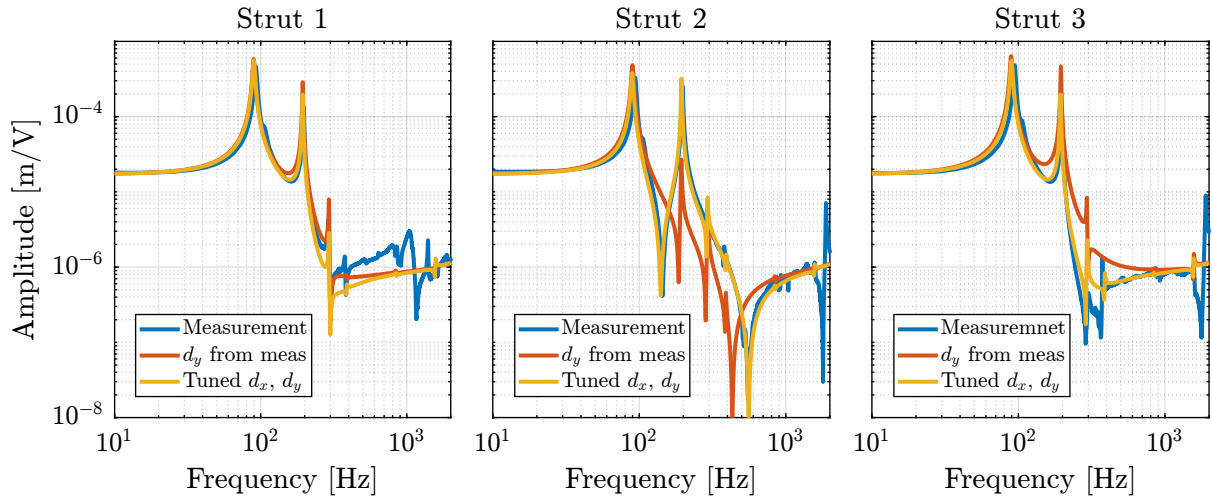 Strut 1
Strut 2
Strut 3
Amplitude [m/V]
10^{-4}
10^{-6}
10^{-8}
Measurement
d_y from meas
Tuned d_x, d_y
Measurement
d_y from meas
Tuned d_x, d_y
Measuremnet
d_y from meas
Tuned d_x, d_y
10^1 10^2 10^3
10^1 10^2 10^3
10^1 10^2 10^3
Frequency [Hz]
Frequency [Hz]
Frequency [Hz]